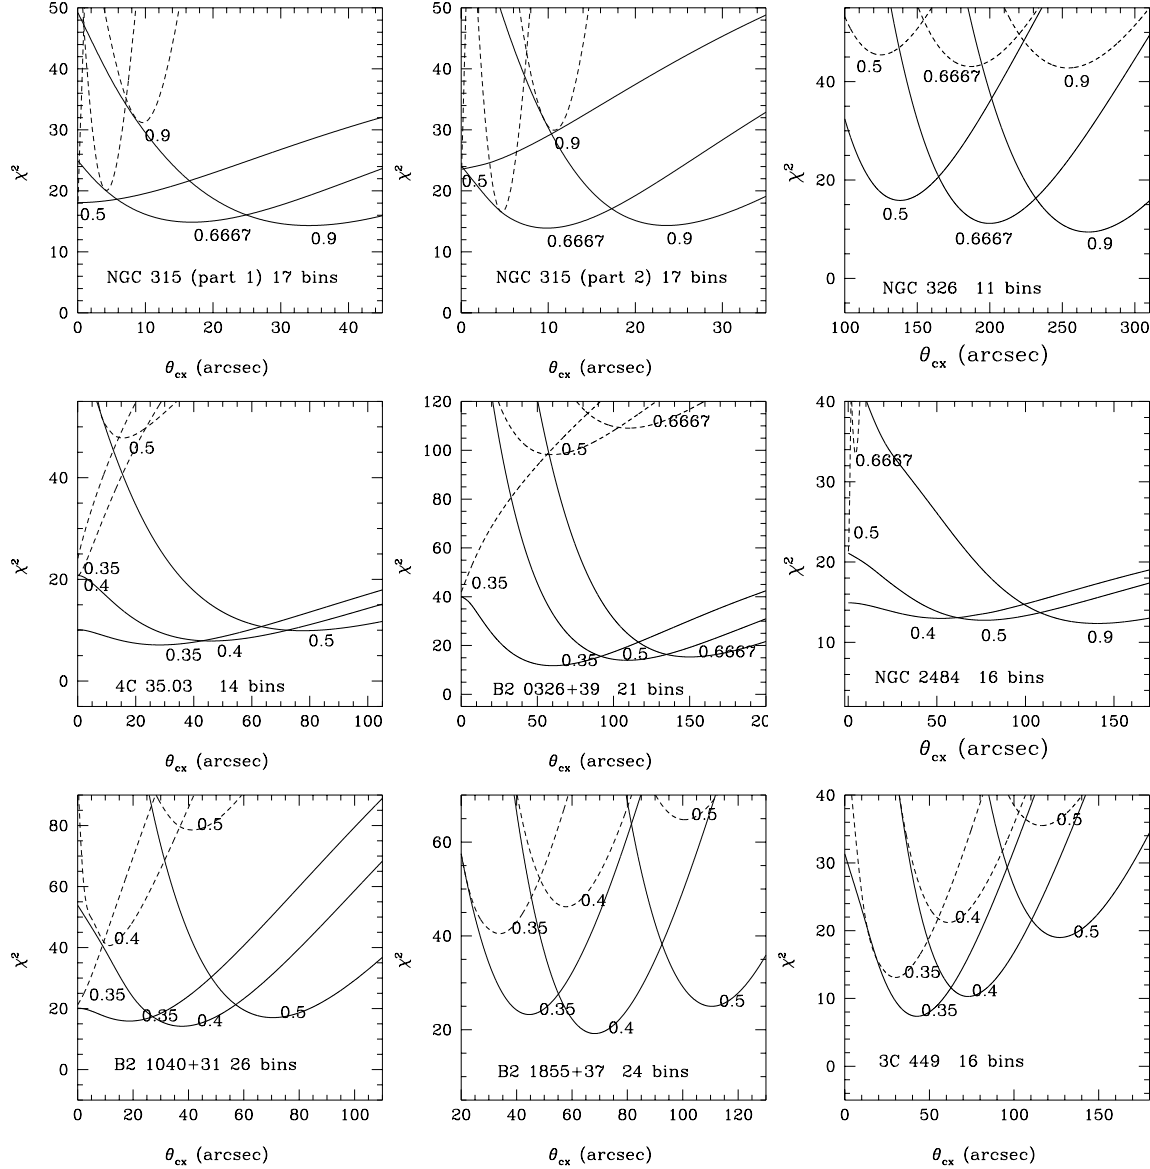 50
40
30
20
10
0
χ²
0.9
0.5
0.6667
0.9
NGC 315 (part 1) 17 bins
0 10 20 30 40
θcx (arcsec)
50
40
30
20
10
0
χ²
0.9
0.5
0.6667
0.9
NGC 315 (part 2) 17 bins
0 10 20 30
θcx (arcsec)
40
20
0
χ²
0.5
0.6667
0.9
0.5
0.6667
0.9
NGC 326 11 bins
100 150 200 250 300
θcx (arcsec)
40
20
0
χ²
0.5
0.35
0.4
0.35
0.4
0.5
4C 35.03 14 bins
0 20 40 60 80 100
θcx (arcsec)
120
100
80
60
40
20
0
χ²
0.6667
0.5
0.35
0.35
0.5
0.6667
B2 0326+39 21 bins
0 50 100 150 20
θcx (arcsec)
40
30
20
10
χ²
0.6667
0.5
0.4
0.5
0.9
NGC 2484 16 bins
0 50 100 150
θcx (arcsec)
80
60
40
20
0
χ²
0.5
0.4
0.35
0.35
0.4
0.5
B2 1040+31 26 bins
0 20 40 60 80 100
θcx (arcsec)
60
40
20
χ²
0.5
0.4
0.35
0.35
0.4
0.5
B2 1855+37 24 bins
20 40 60 80 100 120
θcx (arcsec)
40
30
20
10
0
χ²
0.5
0.4
0.35
0.5
0.4
0.35
3C 449 16 bins
0 50 100 150
θcx (arcsec)